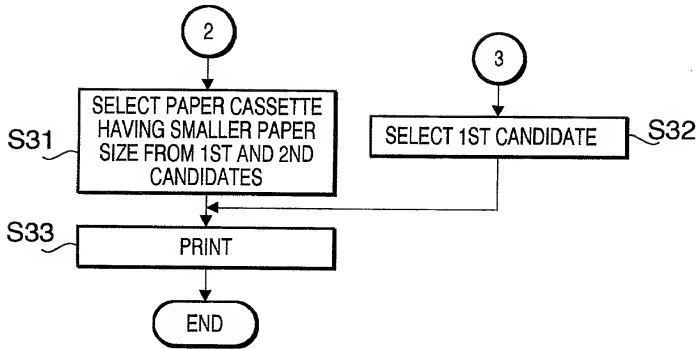 2
3
SELECT PAPER CASSETTE
HAVING SMALLER PAPER
SIZE FROM 1ST AND 2ND
CANDIDATES
S31
SELECT 1ST CANDIDATE
S32
S33
PRINT
END